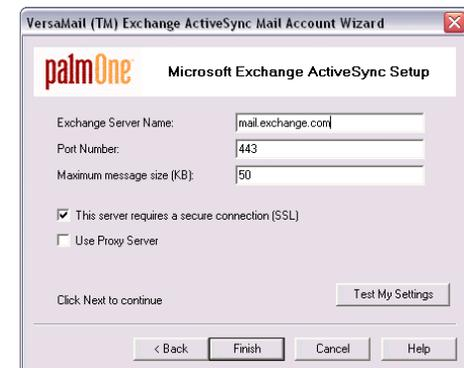 VersaMail (TM) Exchange ActiveSync Mail Account Wizard
palmOne
Microsoft Exchange ActiveSync Setup
Exchange Server Name: mail.exchange.com
Port Number: 443
Maximum message size (KB): 50
This server requires a secure connection (SSL)
Use Proxy Server
Click Next to continue
Test My Settings
< Back Finish Cancel Help